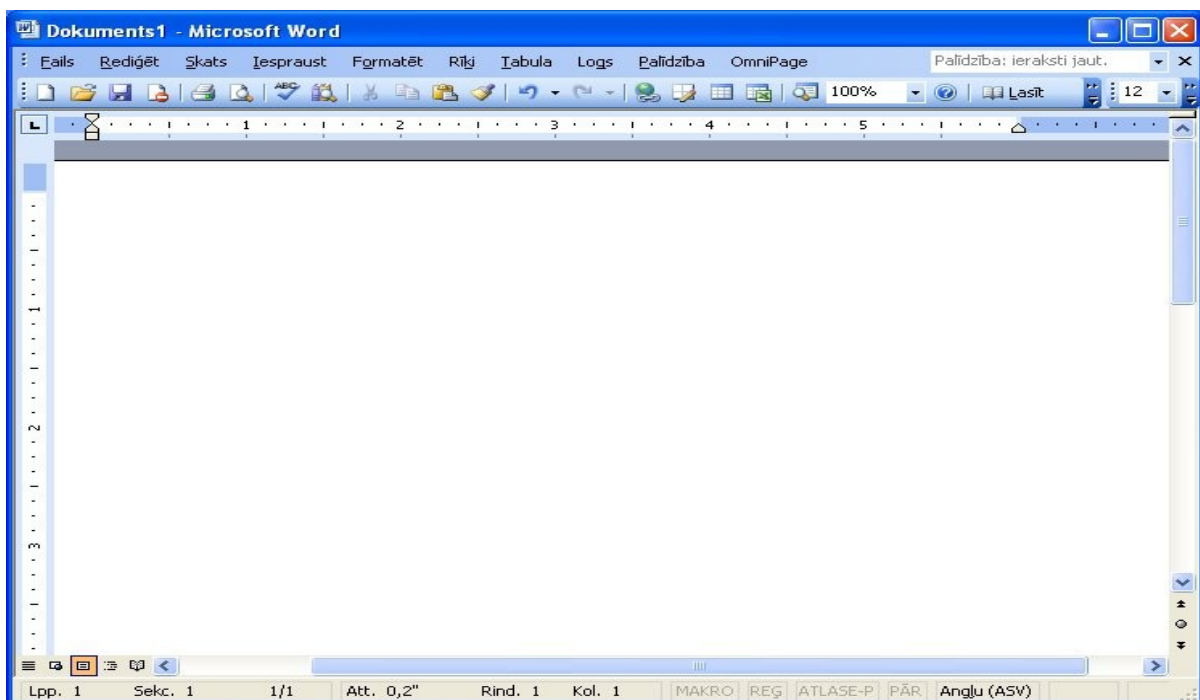 Dokuments1 - Microsoft Word
Fails Rediģēt Skats Iespraust Formatēt Rīki Tabula Logs Palīdzība OmniPage Palīdzība: ieraksti jaut.
100% Lasīt 12
1 2 3 4 5
1
2
3
Lpp. 1 Sekc. 1 1/1 Att. 0,2" Rind. 1 Kol. 1 MAKRO REG ATLASE-P PĀR Angļu (ASV)